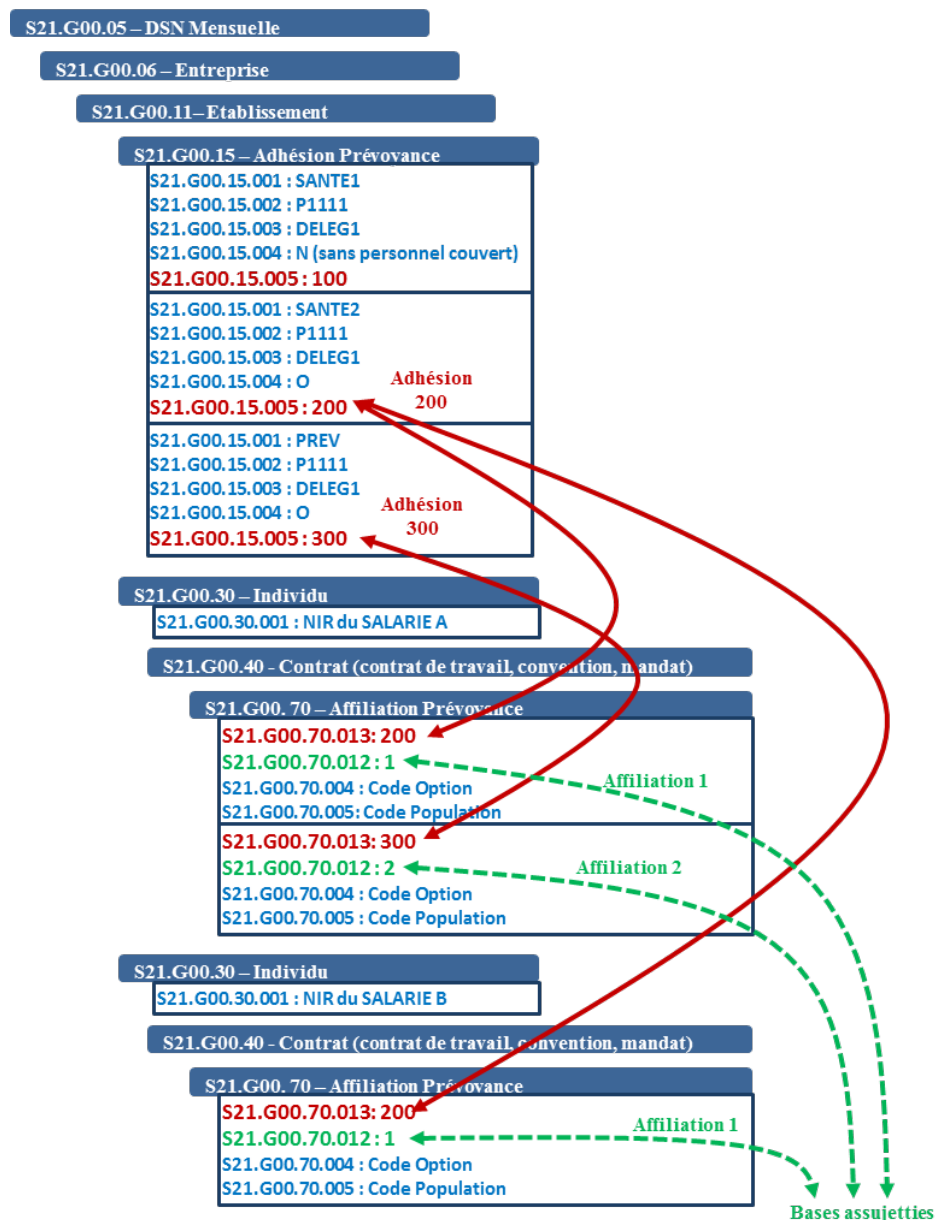 S21.G00.05 – DSN Mensuelle
S21.G00.06 – Entreprise
S21.G00.11– Etablissement
S21.G00.15 – Adhésion Prévoyance
S21.G00.15.001 : SANTE1
S21.G00.15.002 : P1111
S21.G00.15.003 : DELEG1
S21.G00.15.004 : N (sans personnel couvert)
S21.G00.15.005 : 100
S21.G00.15.001 : SANTE2
S21.G00.15.002 : P1111
S21.G00.15.003 : DELEG1
S21.G00.15.004 : O
Adhésion
200
S21.G00.15.005 : 200
S21.G00.15.001 : PREV
S21.G00.15.002 : P1111
S21.G00.15.003 : DELEG1
S21.G00.15.004 : O
Adhésion
300
S21.G00.15.005 : 300
S21.G00.30 – Individu
S21.G00.30.001 : NIR du SALARIE A
S21.G00.40 - Contrat (contrat de travail, convention, mandat)
S21.G00. 70 – Affiliation Prévoyance
S21.G00.70.013: 200
S21.G00.70.012 : 1
Affiliation 1
S21.G00.70.004 : Code Option
S21.G00.70.005: Code Population
S21.G00.70.013: 300
S21.G00.70.012 : 2
Affiliation 2
S21.G00.70.004 : Code Option
S21.G00.70.005 : Code Population
S21.G00.30 – Individu
S21.G00.30.001 : NIR du SALARIE B
S21.G00.40 - Contrat (contrat de travail, convention, mandat)
S21.G00. 70 – Affiliation Prévoyance
S21.G00.70.013: 200
S21.G00.70.012 : 1
Affiliation 1
S21.G00.70.004 : Code Option
S21.G00.70.005 : Code Population
Bases assujetties